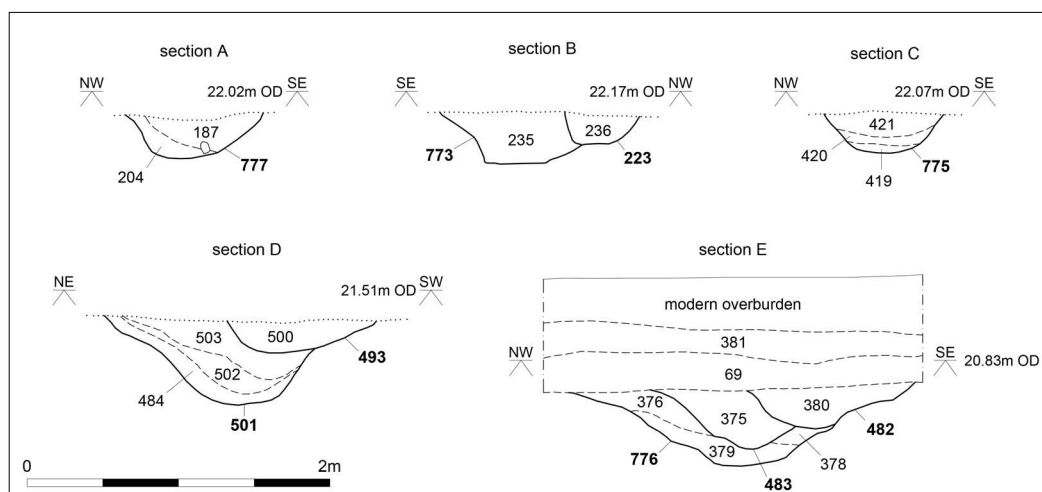 section A
NW
SE
22.02m OD
187
204
777
section B
SE
NW
22.17m OD
235
236
773
223
section C
NW
SE
22.07m OD
421
420
419
775
section D
NE
SW
21.51m OD
503
500
502
484
493
501
section E
modern overburden
381
NW
SE
20.83m OD
69
376
375
380
482
379
378
776
483
0
2m